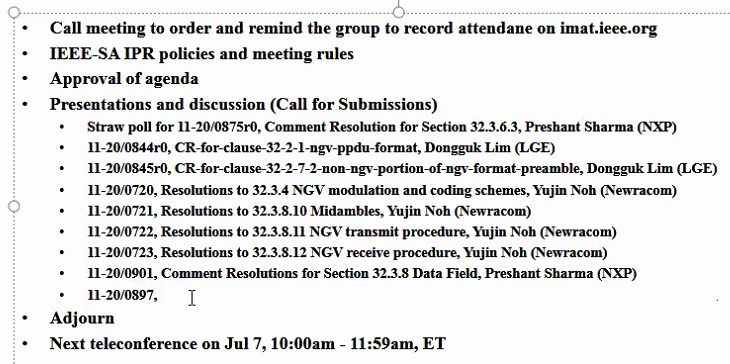 Call meeting to order and remind the group to record attendane on imat.ieee.org
IEEE-SA IPR policies and meeting rules
Approval of agenda
Presentations and discussion (Call for Submissions)
Straw poll for 11-20/0875r0, Comment Resolution for Section 32.3.6.3, Preshant Sharma (NXP)
11-20/0844r0, CR-for-clause-32-2-1-ngv-ppdu-format, Dongguk Lim (LGE)
11-20/0845r0, CR-for-clause-32-2-7-2-non-ngv-portion-of-ngv-format-preamble, Dongguk Lim (LGE)
11-20/0720, Resolutions to 32.3.4 NGV modulation and coding schemes, Yujin Noh (Newracom)
11-20/0721, Resolutions to 32.3.8.10 Midambles, Yujin Noh (Newracom)
11-20/0722, Resolutions to 32.3.8.11 NGV transmit procedure, Yujin Noh (Newracom)
11-20/0723, Resolutions to 32.3.8.12 NGV receive procedure, Yujin Noh (Newracom)
11-20/0901, Comment Resolutions for Section 32.3.8 Data Field, Preshant Sharma (NXP)
11-20/0897,
Adjourn
Next teleconference on Jul 7, 10:00am - 11:59am, ET